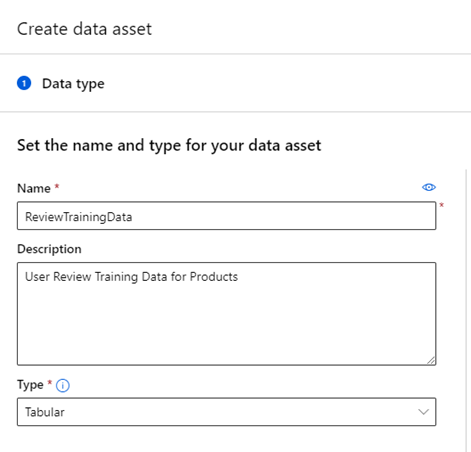 Create data asset
1 Data type
Set the name and type for your data asset
Name *
ReviewTrainingData *
Description
User Review Training Data for Products
Type * i
Tabular